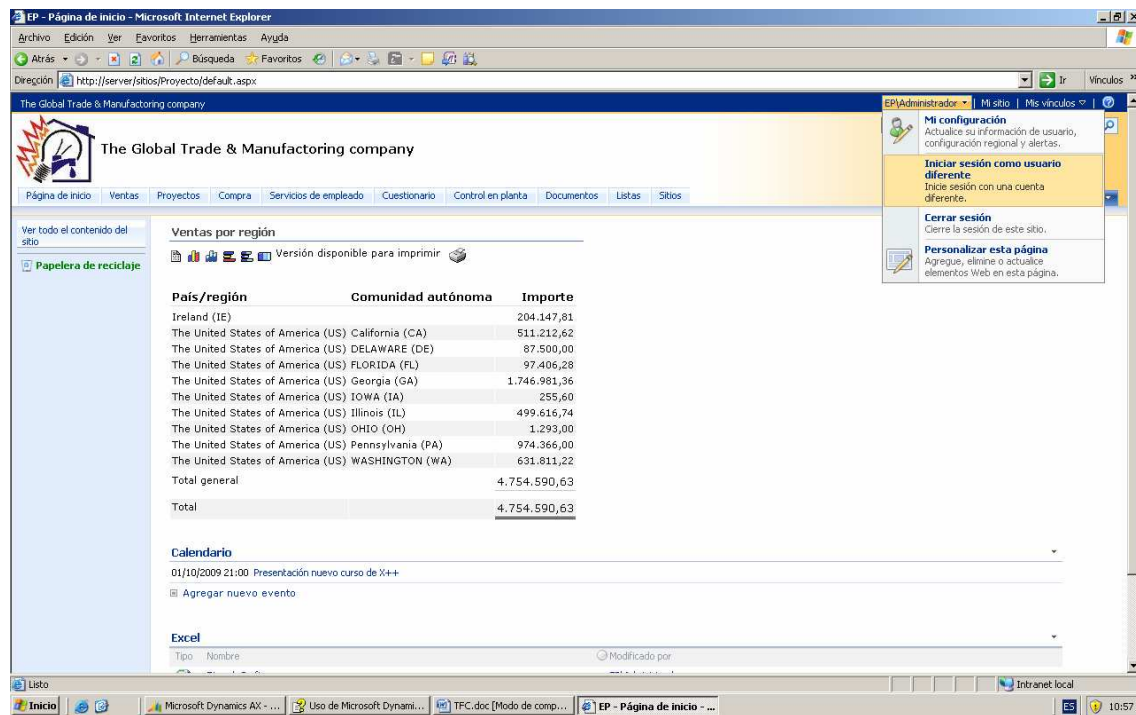 EP - Página de inicio - Microsoft Internet Explorer
Archivo Edición Ver Favoritos Herramientas Ayuda
Atrás Búsqueda Favoritos
Dirección http://server/sitios/Proyecto/default.aspx Ir Vínculos »
The Global Trade & Manufactoring company EP\Administrador | Mi sitio | Mis vínculos |
The Global Trade & Manufactoring company
Mi configuración
Actualice su información de usuario,
configuración regional y alertas.
Iniciar sesión como usuario
diferente
Inicie sesión con una cuenta
diferente.
Cerrar sesión
Cierre la sesión de este sitio.
Personalizar esta página
Agregue, elimine o actualice
elementos Web en esta página.
Página de inicio Ventas Proyectos Compra Servicios de empleado Cuestionario Control en planta Documentos Listas Sitios
Ver todo el contenido del
sitio
Papelera de reciclaje
Ventas por región
Versión disponible para imprimir
País/región Comunidad autónoma Importe
Ireland (IE) 204.147,81
The United States of America (US) California (CA) 511.212,62
The United States of America (US) DELAWARE (DE) 87.500,00
The United States of America (US) FLORIDA (FL) 97.406,28
The United States of America (US) Georgia (GA) 1.746.981,36
The United States of America (US) IOWA (IA) 255,60
The United States of America (US) Illinois (IL) 499.616,74
The United States of America (US) OHIO (OH) 1.293,00
The United States of America (US) Pennsylvania (PA) 974.366,00
The United States of America (US) WASHINGTON (WA) 631.811,22
Total general 4.754.590,63
Total 4.754.590,63
Calendario
01/10/2009 21:00 Presentación nuevo curso de X++
Agregar nuevo evento
Excel
Tipo Nombre Modificado por
Listo Intranet local
Inicio Microsoft Dynamics AX - ... Uso de Microsoft Dynami... TFC.doc [Modo de comp... EP - Página de inicio - ... ES 10:57